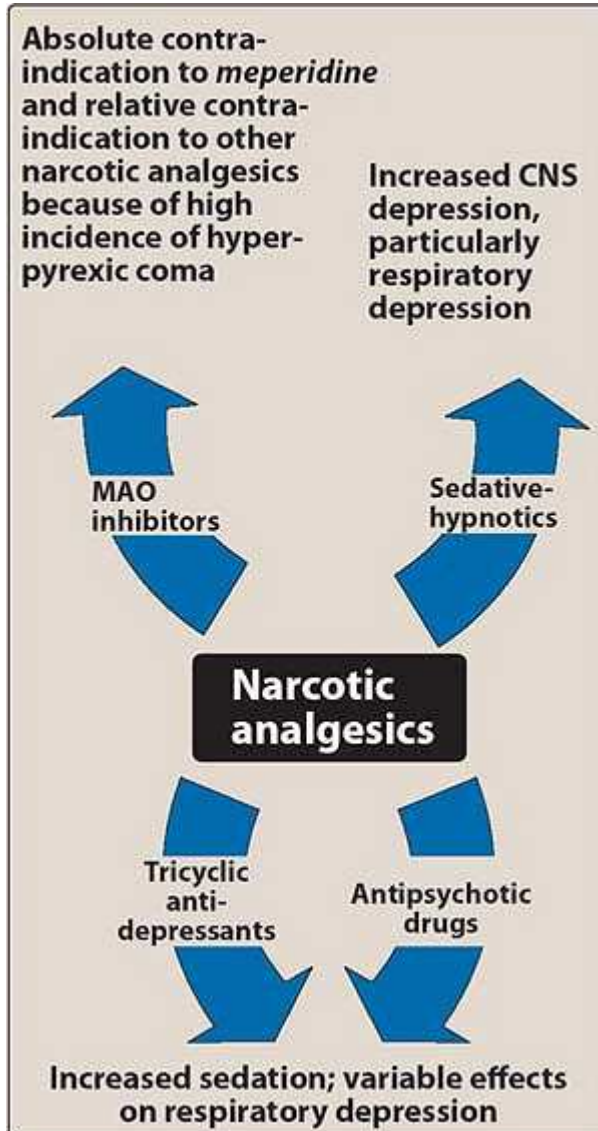 Absolute contra-
indication to meperidine
and relative contra-
indication to other
narcotic analgesics
because of high
incidence of hyper-
pyrexic coma
Increased CNS
depression,
particularly
respiratory
depression
MAO
inhibitors
Sedative-
hypnotics
Narcotic
analgesics
Tricyclic
anti-
depressants
Antipsychotic
drugs
Increased sedation; variable effects
on respiratory depression